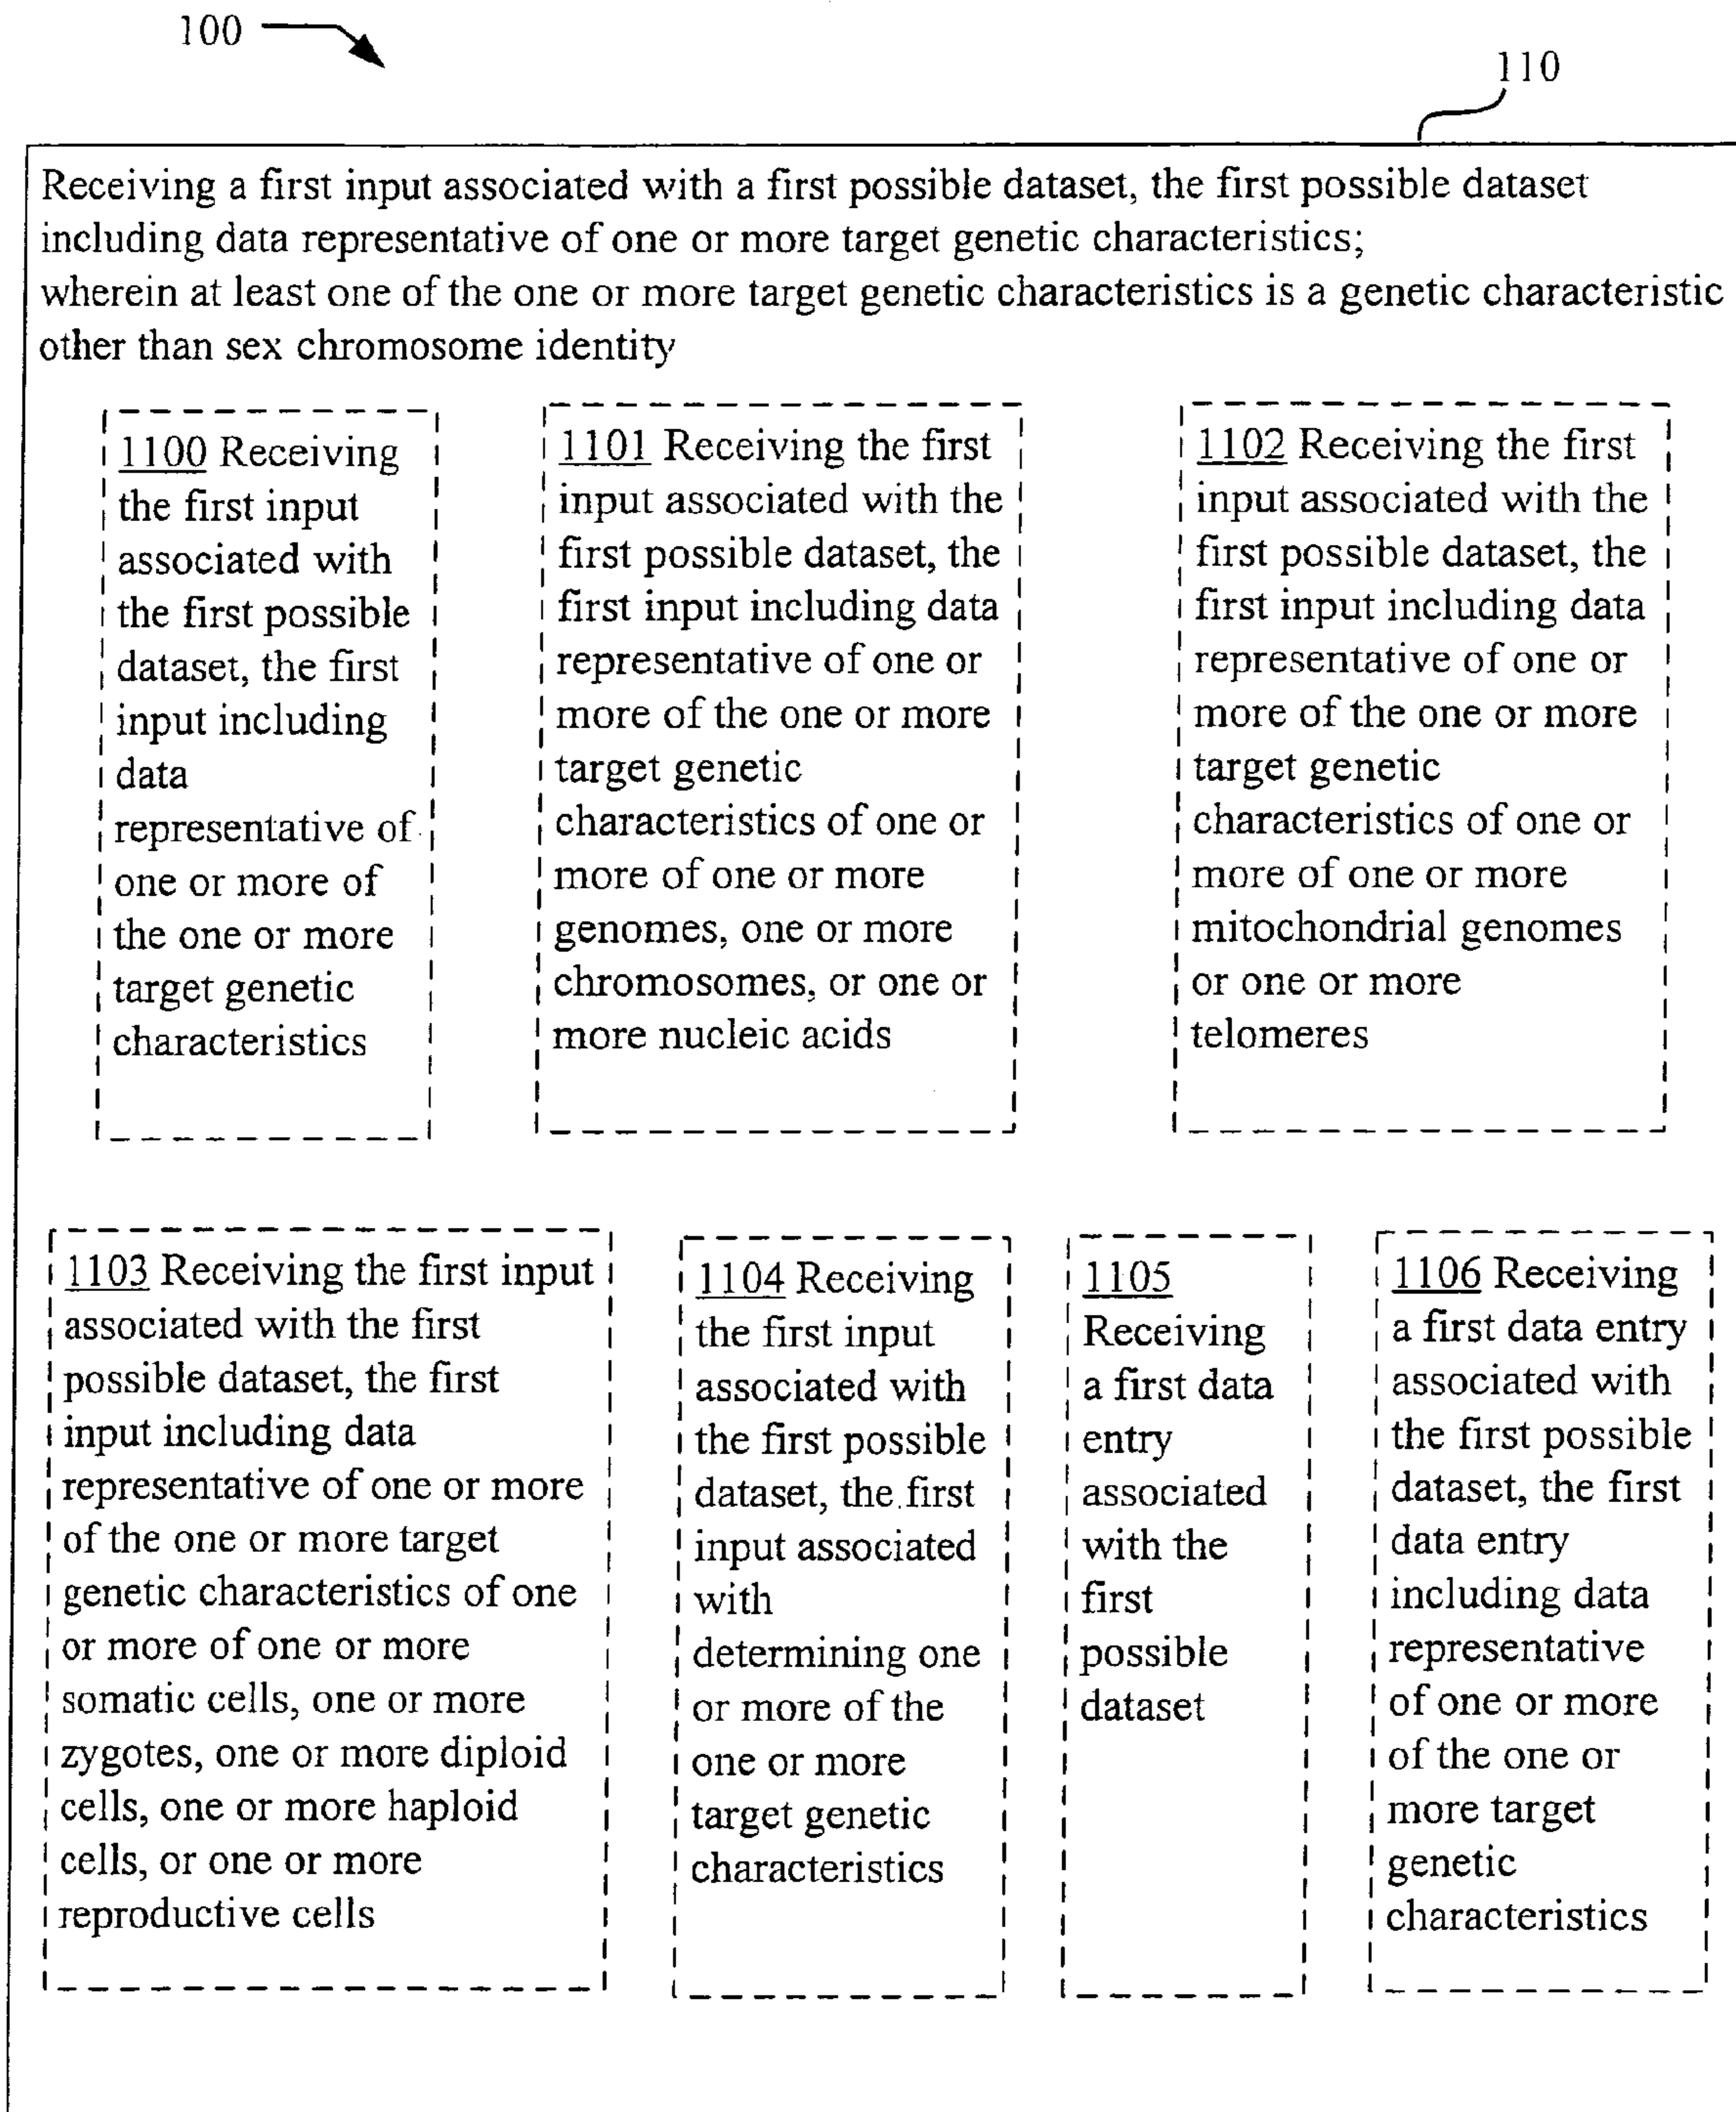 100
110
Receiving a first input associated with a first possible dataset, the first possible dataset
including data representative of one or more target genetic characteristics;
wherein at least one of the one or more target genetic characteristics is a genetic characteristic
other than sex chromosome identity
1100 Receiving
the first input
associated with
the first possible
dataset, the first
input including
data
representative of
one or more of
the one or more
target genetic
characteristics
1101 Receiving the first
input associated with the
first possible dataset, the
first input including data
representative of one or
more of the one or more
target genetic
characteristics of one or
more of one or more
genomes, one or more
chromosomes, or one or
more nucleic acids
1102 Receiving the first
input associated with the
first possible dataset, the
first input including data
representative of one or
more of the one or more
target genetic
characteristics of one or
more of one or more
mitochondrial genomes
or one or more
telomeres
1103 Receiving the first input
associated with the first
possible dataset, the first
input including data
representative of one or more
of the one or more target
genetic characteristics of one
or more of one or more
somatic cells, one or more
zygotes, one or more diploid
cells, one or more haploid
cells, or one or more
reproductive cells
1104 Receiving
the first input
associated with
the first possible
dataset, the first
input associated
with
determining one
or more of the
one or more
target genetic
characteristics
1105
Receiving
a first data
entry
associated
with the
first
possible
dataset
1106 Receiving
a first data entry
associated with
the first possible
dataset, the first
data entry
including data
representative
of one or more
of the one or
more target
genetic
characteristics